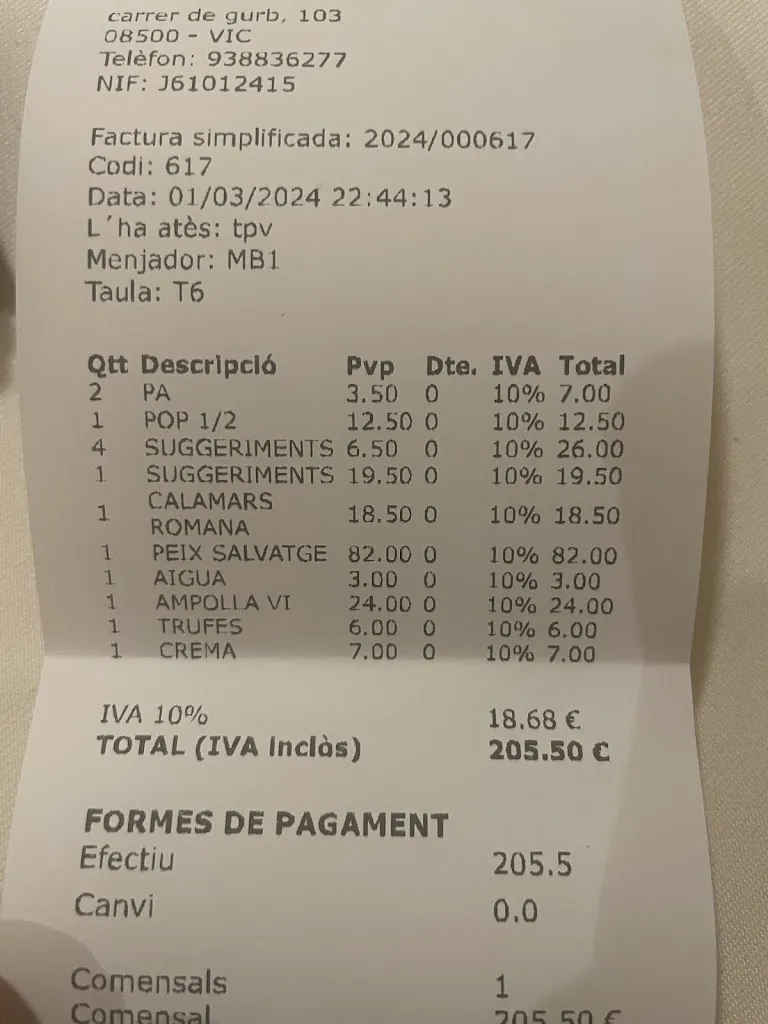 carrer de gurb, 103
08500 - VIC
Telèfon: 938836277
NIF: J61012415
Factura simplificada: 2024/000617
Codi: 617
Data: 01/03/2024 22:44:13
L´ha atès: tpv
Menjador: MB1
Taula: T6
Qtt Descripció Pvp Dte. IVA Total
2 PA 3.50 0 10% 7.00
1 POP 1/2 12.50 0 10% 12.50
4 SUGGERIMENTS 6.50 0 10% 26.00
1 SUGGERIMENTS 19.50 0 10% 19.50
1 CALAMARS ROMANA 18.50 0 10% 18.50
1 PEIX SALVATGE 82.00 0 10% 82.00
1 AIGUA 3.00 0 10% 3.00
1 AMPOLLA VI 24.00 0 10% 24.00
1 TRUFES 6.00 0 10% 6.00
1 CREMA 7.00 0 10% 7.00
IVA 10% 18.68 €
TOTAL (IVA Inclòs) 205.50 €
FORMES DE PAGAMENT
Efectiu 205.5
Canvi 0.0
Comensals 1
Comensal 205.50 €